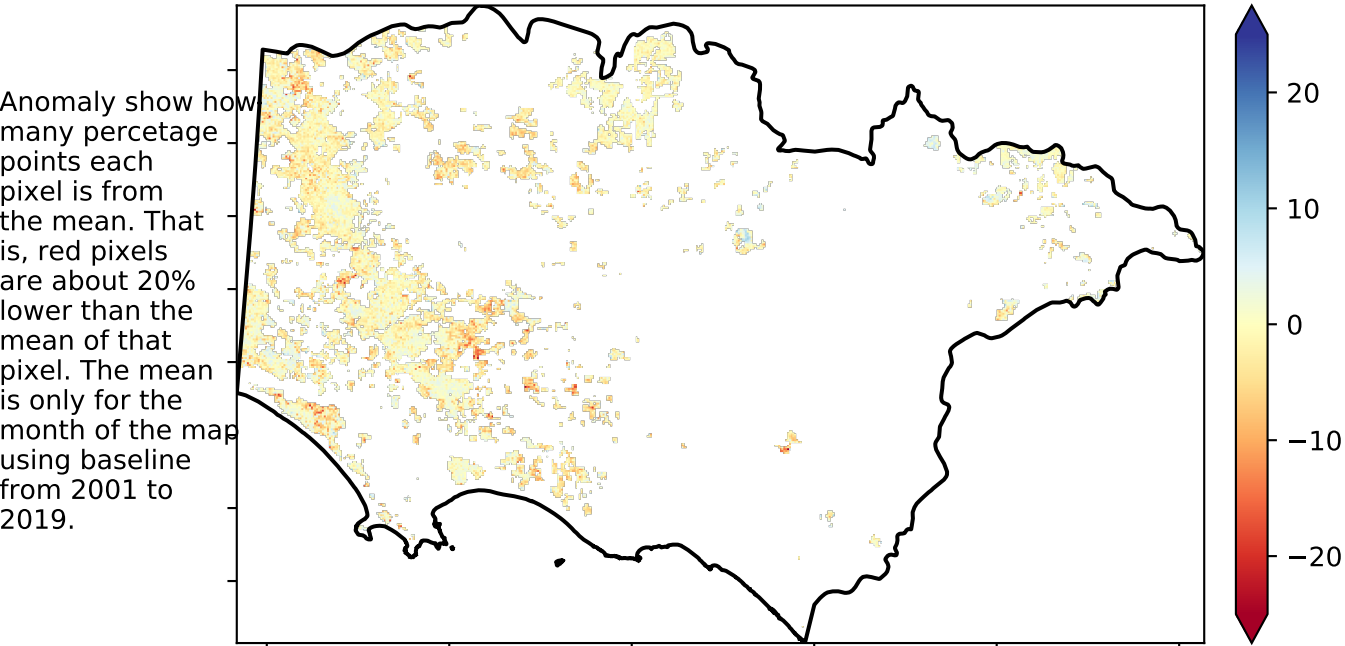 Anomaly show how
many percetage
points each
pixel is from
the mean. That
is, red pixels
are about 20%
lower than the
mean of that
pixel. The mean
is only for the
month of the map
using baseline
from 2001 to
2019.
20
10
0
−10
−20